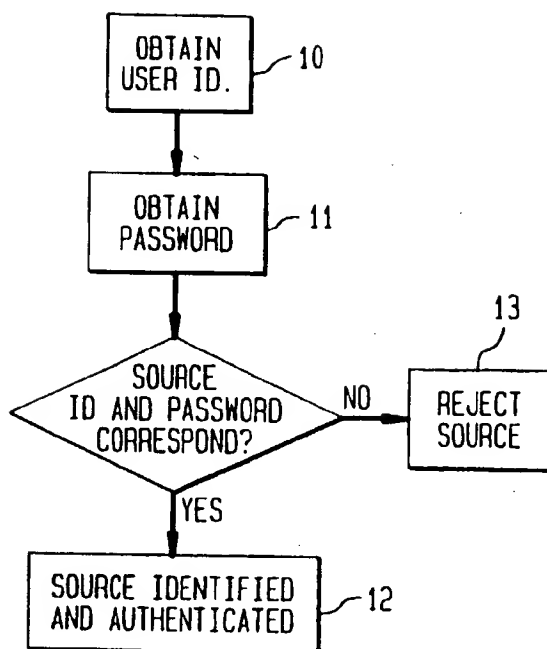 OBTAIN
USER ID.
10
OBTAIN
PASSWORD
11
SOURCE
ID AND PASSWORD
CORRESPOND?
NO
13
REJECT
SOURCE
YES
SOURCE IDENTIFIED
AND AUTHENTICATED
12